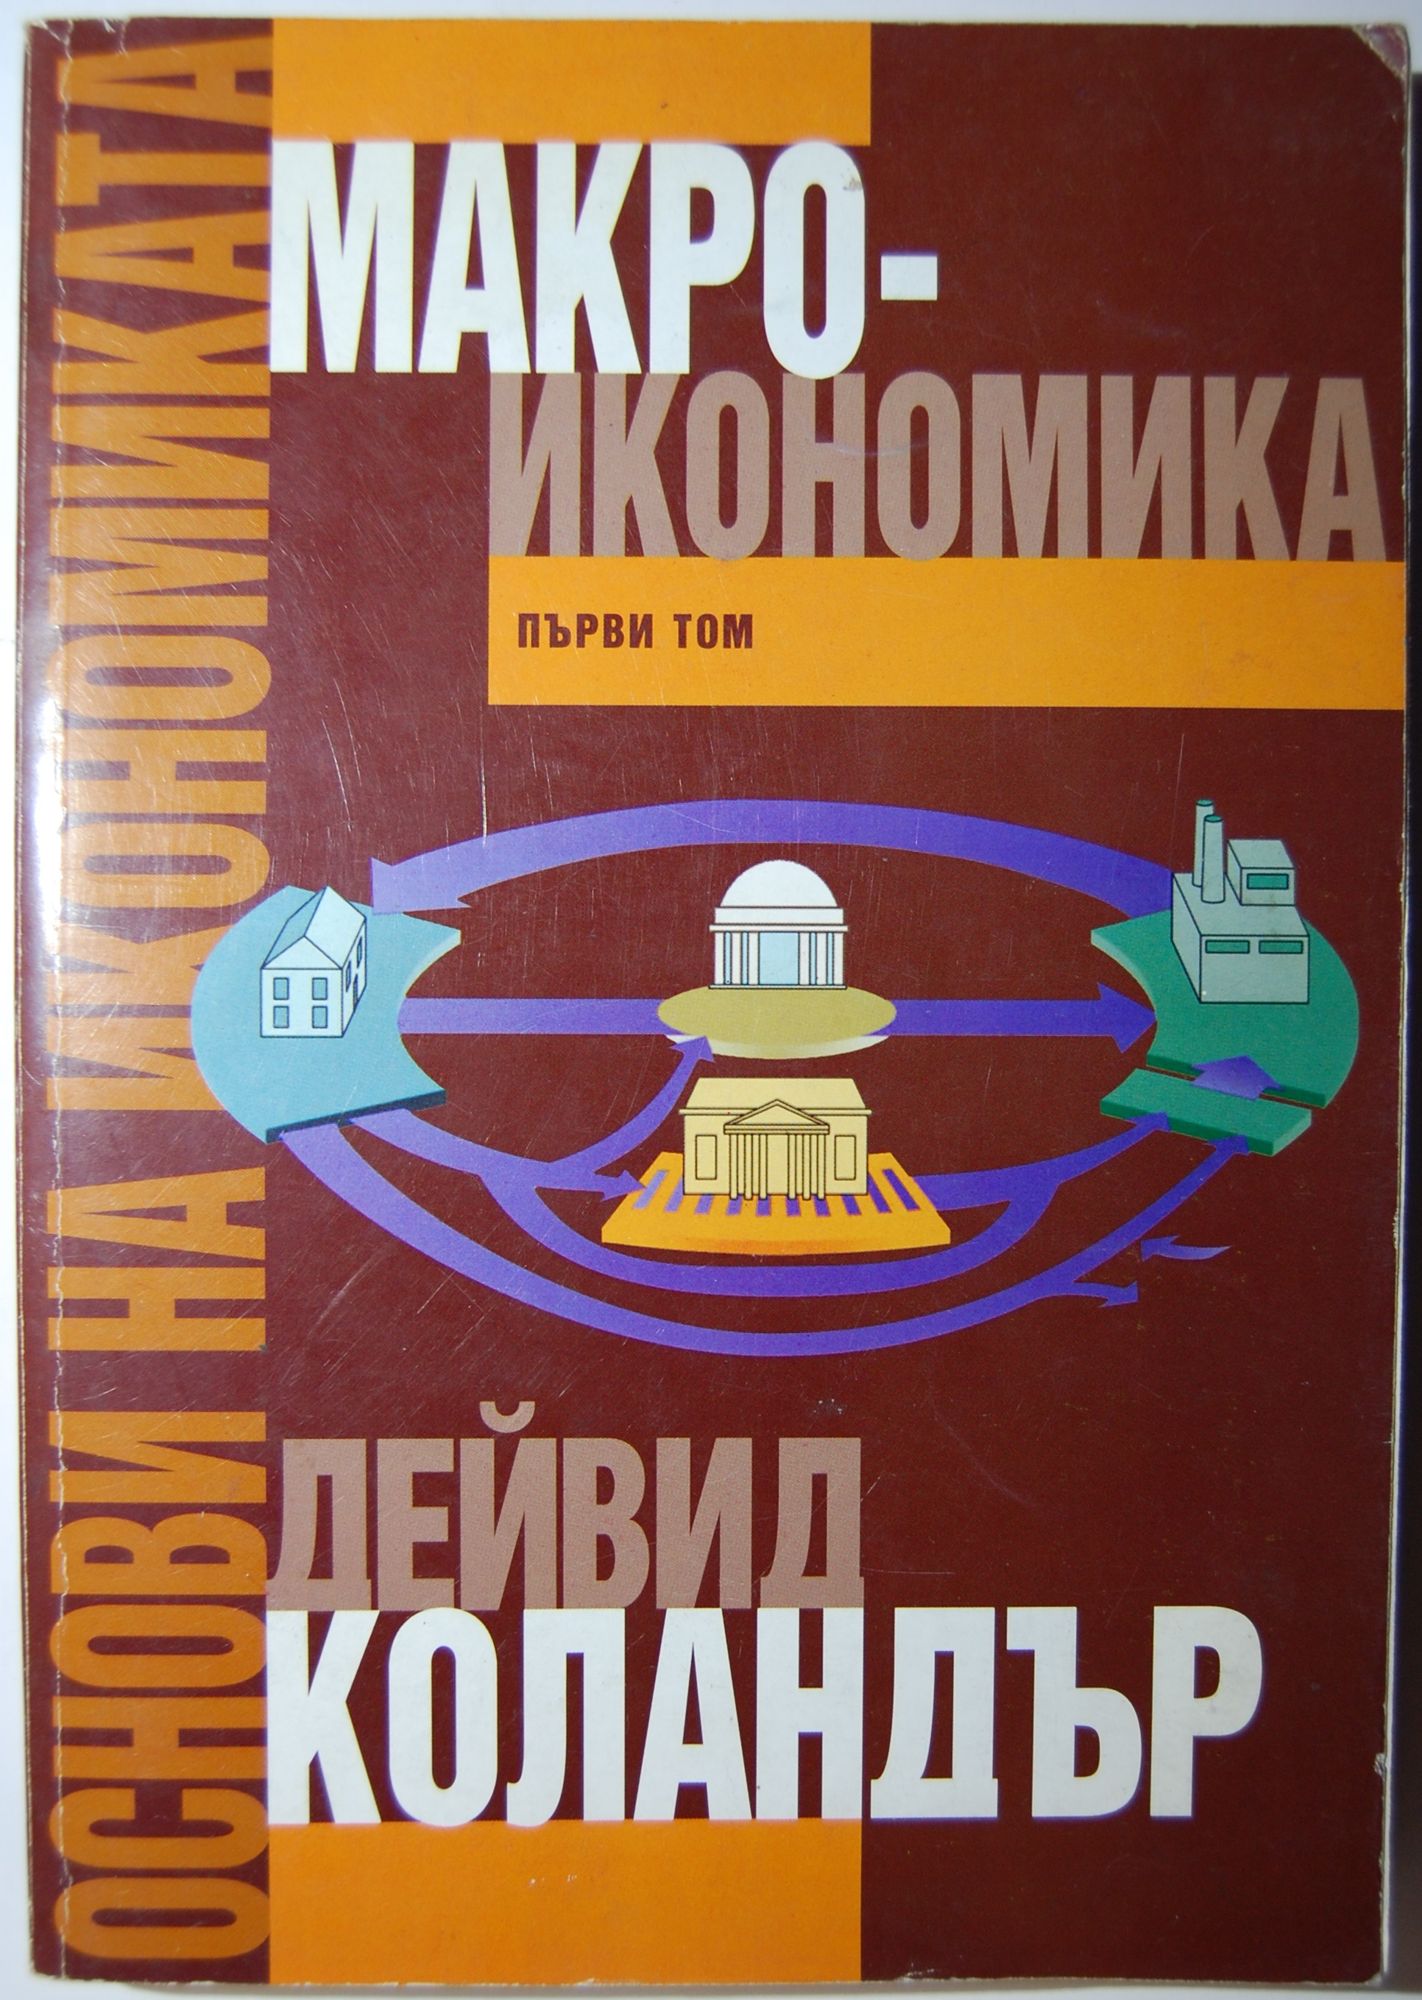 ОСНОВИ НА ИКОНОМИКАТА
МАКРО-
ИКОНОМИКА
ПЪРВИ ТОМ
ДЕЙВИД
КОЛАНДЪР